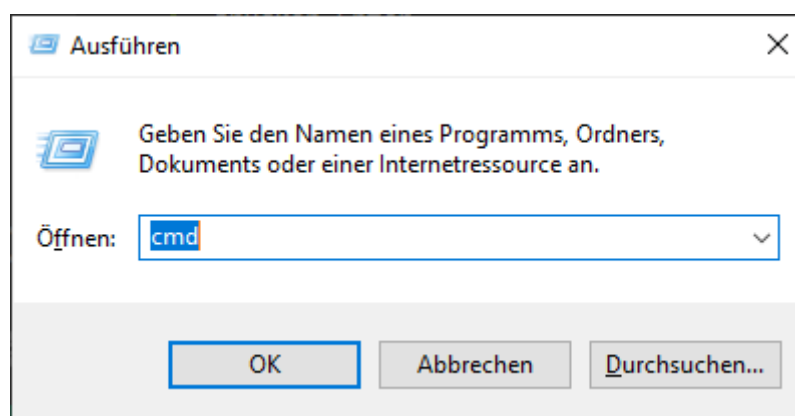 Ausführen
Geben Sie den Namen eines Programms, Ordners,
Dokuments oder einer Internetressource an.
Öffnen: cmd
OK Abbrechen Durchsuchen...